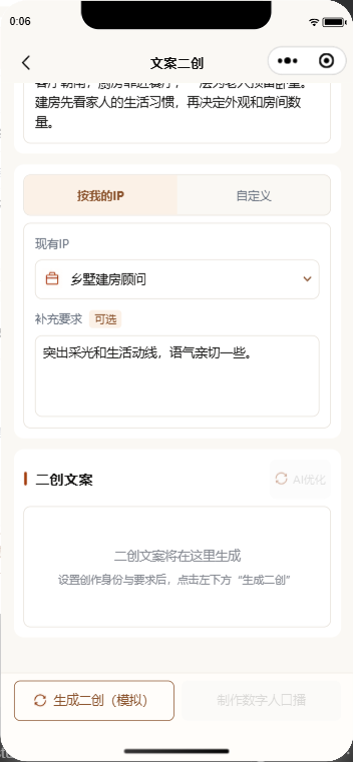 0:06
文案二创
建房先看家人的生活习惯，再决定外观和房间数
量。
按我的IP
自定义
现有IP
乡墅建房顾问
补充要求
可选
突出采光和生活动线，语气亲切一些。
二创文案
AI优化
二创文案将在这里生成
设置创作身份与要求后，点击左下方“生成二创”
生成二创（模拟）
制作数字人口播